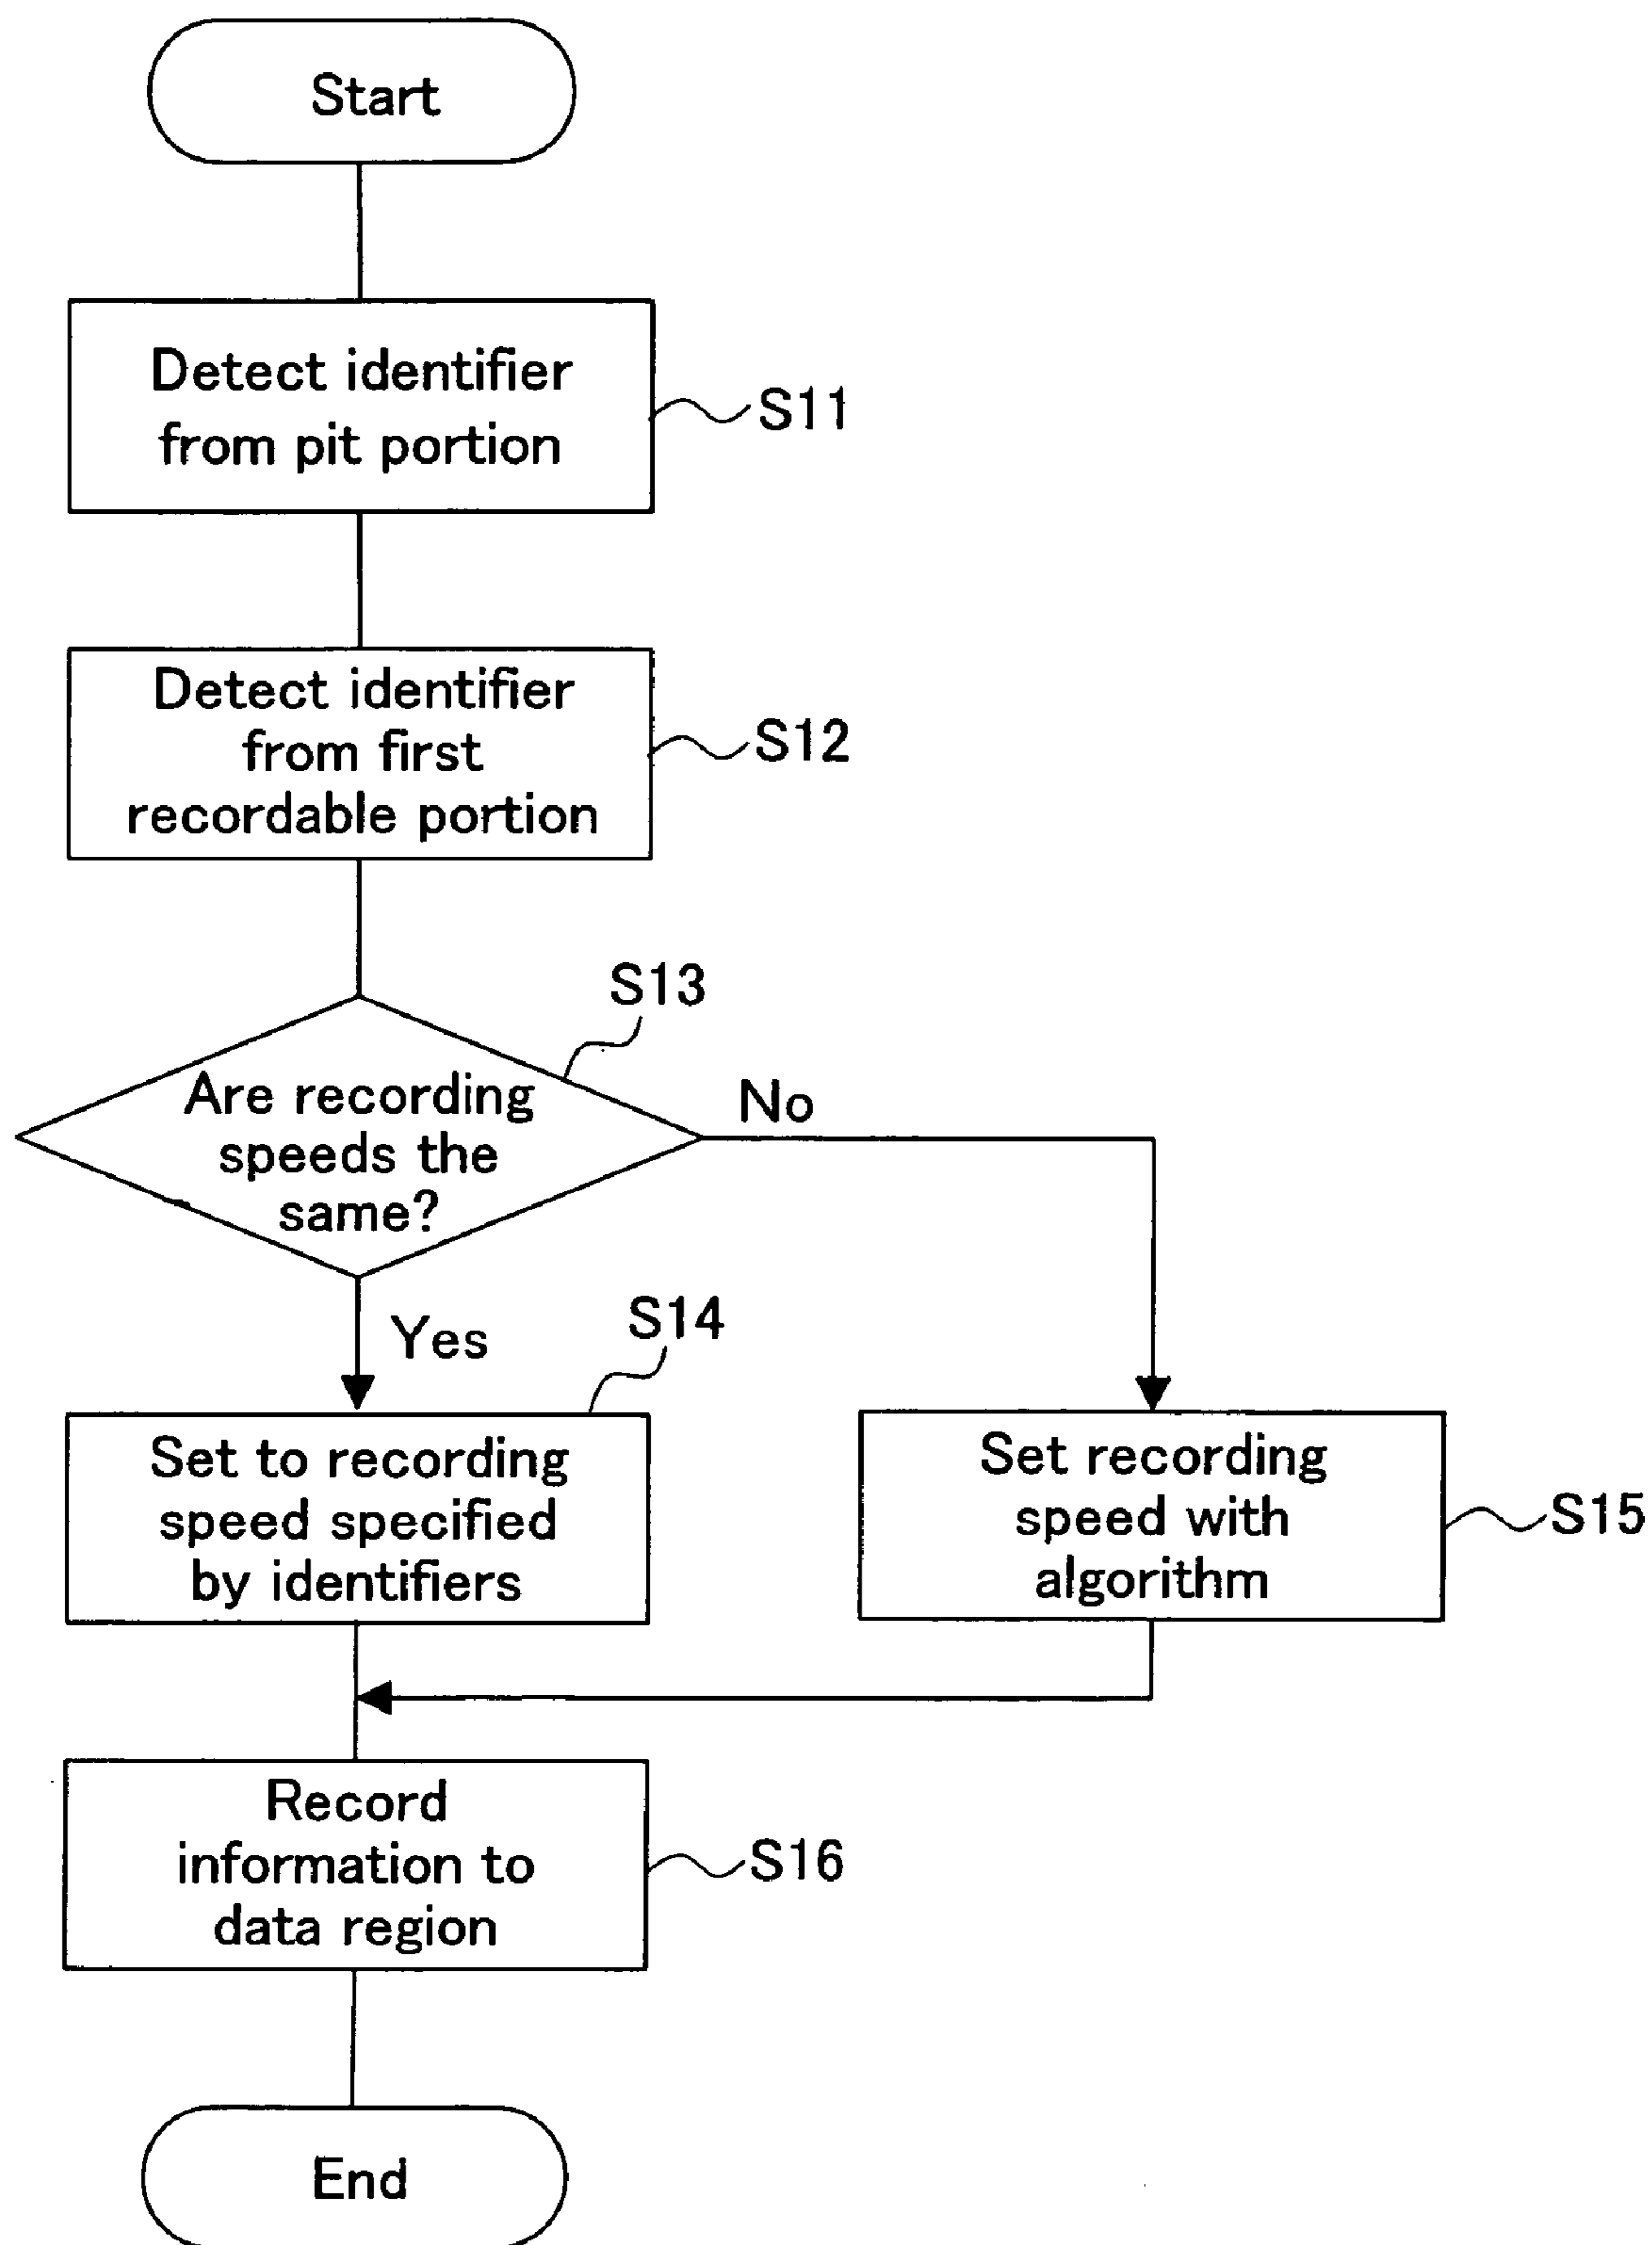 Start
Detect identifier
from pit portion
S11
Detect identifier
from first
recordable portion
S12
S13
Are recording
speeds the
same?
No
Yes
S14
Set to recording
speed specified
by identifiers
Set recording
speed with
algorithm
S15
Record
information to
data region
S16
End